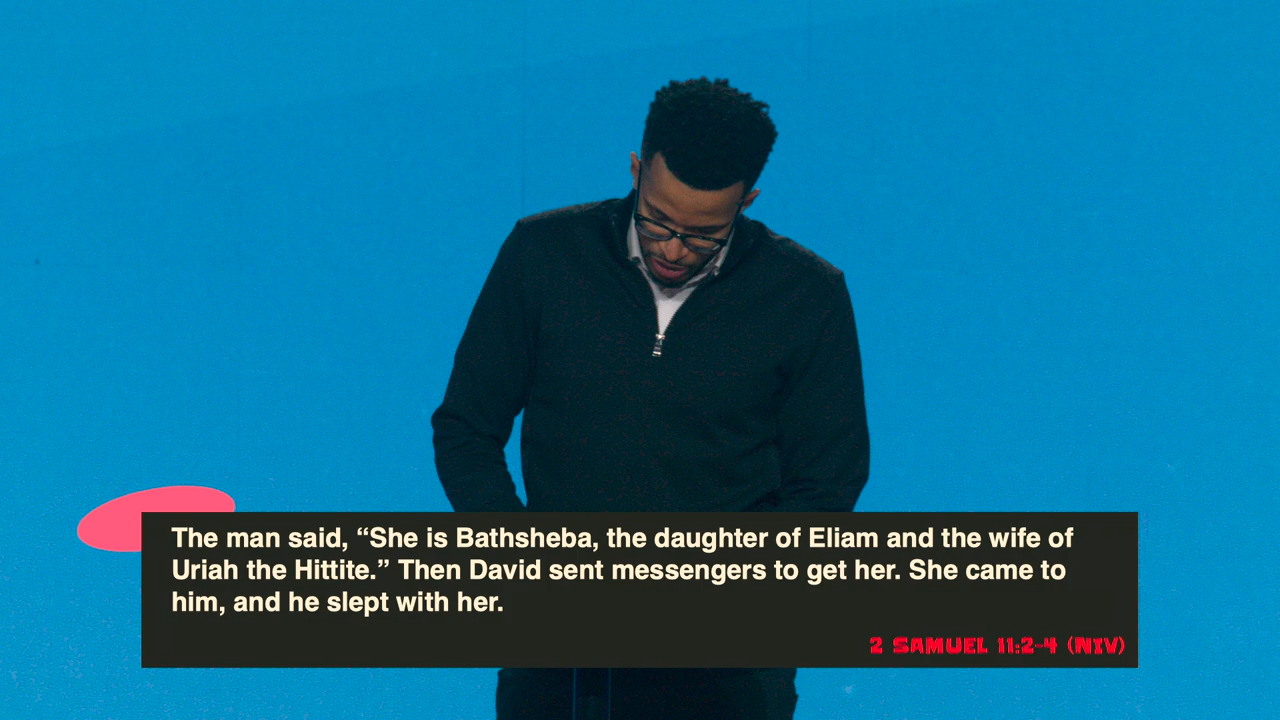 The man said, “She is Bathsheba, the daughter of Eliam and the wife of
Uriah the Hittite.” Then David sent messengers to get her. She came to
him, and he slept with her.
2 SAMUEL 11:2-4 (NIV)